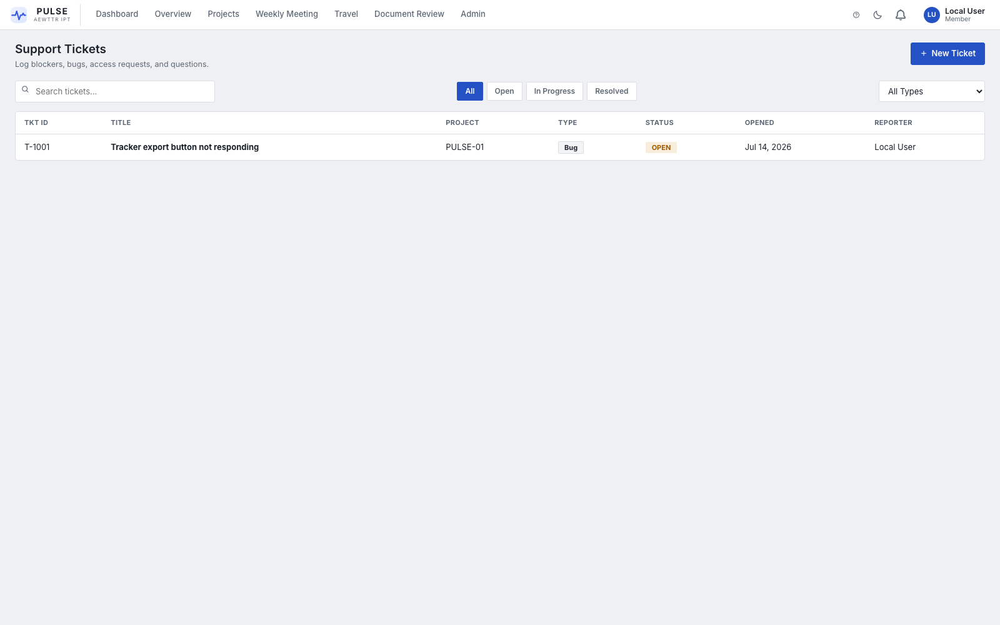 PULSE
AEWTTR IPT
Dashboard Overview Projects Weekly Meeting Travel Document Review Admin
LU
Local User
Member
Support Tickets
Log blockers, bugs, access requests, and questions.
+ New Ticket
Search tickets...
All Open In Progress Resolved
All Types
TKT ID TITLE PROJECT TYPE STATUS OPENED REPORTER
T-1001 Tracker export button not responding PULSE-01 Bug OPEN Jul 14, 2026 Local User